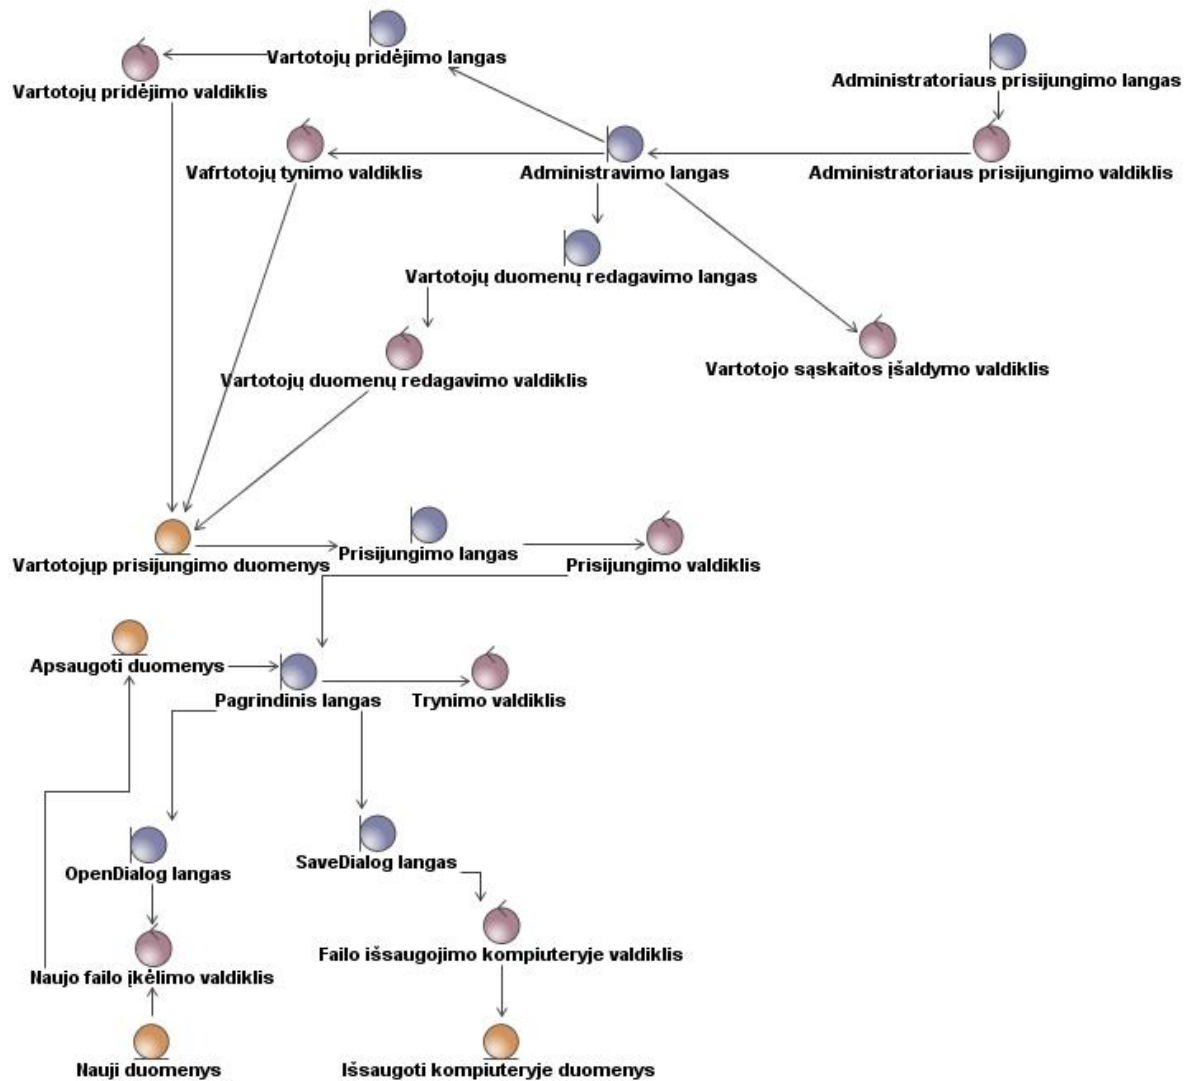 Vartotojų pridėjimo langas
Administratoriaus prisijungimo langas
Vartotojų pridėjimo valdiklis
Vafrtotojų tynimo valdiklis
Administravimo langas
Administratoriaus prisijungimo valdiklis
Vartotojų duomenų redagavimo langas
Vartotojų duomenų redagavimo valdiklis
Vartotojo sąskaitos įšaldymo valdiklis
Prisijungimo langas
Vartotojųp prisijungimo duomenys
Prisijungimo valdiklis
Apsaugoti duomenys
Pagrindinis langas
Trynimo valdiklis
OpenDialog langas
SaveDialog langas
Naujo failo įkėlimo valdiklis
Failo išsaugojimo kompiuteryje valdiklis
Nauji duomenys
Išsaugoti kompiuteryje duomenys